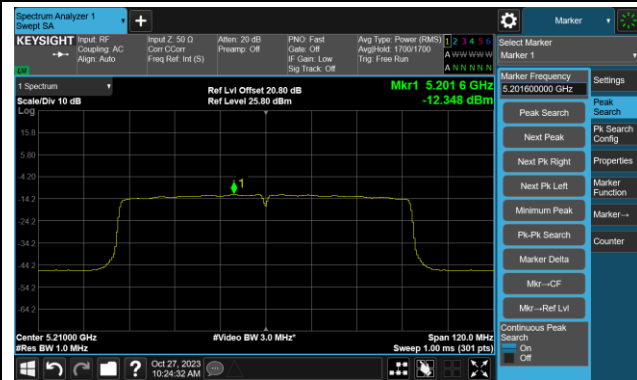 Spectrum Analyzer 1
Swept SA
+
Marker
KEYSIGHT
Input: RF
Coupling: AC
Align: Auto
Input Z: 50 Ω
Corr CCorr
Freq Ref: Int (S)
Atten: 20 dB
Preamp: Off
PNO: Fast
Gate: Off
IF Gain: Low
Sig Track: Off
Avg Type: Power (RMS)
Avg|Hold: 1700/1700
Trig: Free Run
1 2 3 4 5 6
A W W W W W
A N N N N N
LXI
Select Marker
Marker 1
1 Spectrum
Scale/Div 10 dB
Log
Ref Lvl Offset 20.80 dB
Ref Level 25.80 dBm
Mkr1 5.201 6 GHz
-12.348 dBm
15.8
5.80
-4.20
-14.2
-24.2
-34.2
-44.2
-54.2
-64.2
1
Center 5.21000 GHz
#Res BW 1.0 MHz
#Video BW 3.0 MHz*
Span 120.0 MHz
Sweep 1.00 ms (301 pts)
Marker Frequency
5.201600000 GHz
Peak Search
Next Peak
Next Pk Right
Next Pk Left
Minimum Peak
Pk-Pk Search
Marker Delta
Mkr→CF
Mkr→Ref Lvl
Continuous Peak
Search
On
Off
Settings
Peak
Search
Pk Search
Config
Properties
Marker
Function
Marker→
Counter
?
Oct 27, 2023
10:24:32 AM